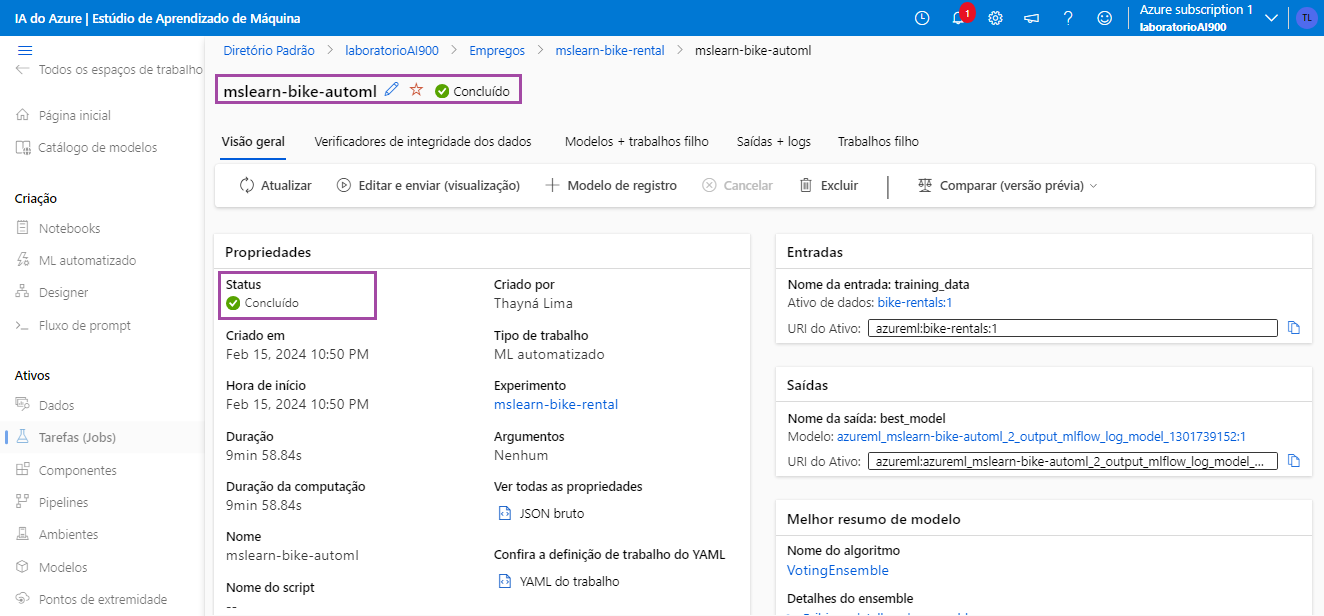 IA do Azure | Estúdio de Aprendizado de Máquina
1
Azure subscription 1
laboratorioAI900
TL
Todos os espaços de trabalho
Página inicial
Catálogo de modelos
Criação
Notebooks
ML automatizado
Designer
Fluxo de prompt
Ativos
Dados
Tarefas (Jobs)
Componentes
Pipelines
Ambientes
Modelos
Pontos de extremidade
Diretório Padrão > laboratorioAI900 > Empregos > mslearn-bike-rental > mslearn-bike-automl
mslearn-bike-automl Concluído
Visão geral Verificadores de integridade dos dados Modelos + trabalhos filho Saídas + logs Trabalhos filho
Atualizar Editar e enviar (visualização) Modelo de registro Cancelar Excluir Comparar (versão prévia)
Propriedades
Status
Concluído
Criado em
Feb 15, 2024 10:50 PM
Hora de início
Feb 15, 2024 10:50 PM
Duração
9min 58.84s
Duração da computação
9min 58.84s
Nome
mslearn-bike-automl
Nome do script
--
Criado por
Thayná Lima
Tipo de trabalho
ML automatizado
Experimento
mslearn-bike-rental
Argumentos
Nenhum
Ver todas as propriedades
JSON bruto
Confira a definição de trabalho do YAML
YAML do trabalho
Entradas
Nome da entrada: training_data
Ativo de dados: bike-rentals:1
URI do Ativo: azureml:bike-rentals:1
Saídas
Nome da saída: best_model
Modelo: azureml_mslearn-bike-automl_2_output_mlflow_log_model_1301739152:1
URI do Ativo: azureml:azureml_mslearn-bike-automl_2_output_mlflow_log_model_...
Melhor resumo de modelo
Nome do algoritmo
VotingEnsemble
Detalhes do ensemble